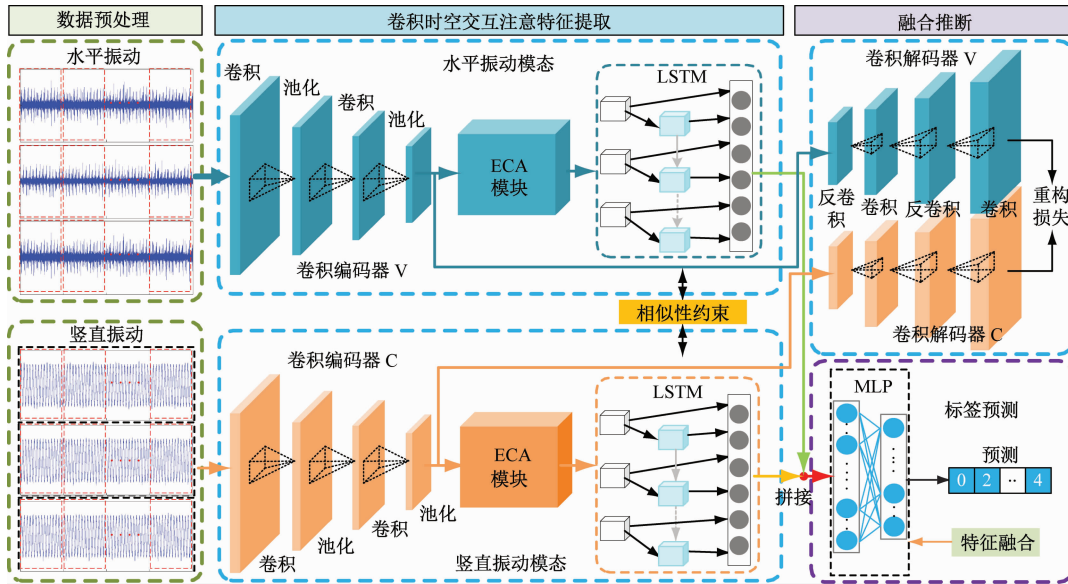 数据预处理
卷积时空交互注意特征提取
融合推断
水平振动
水平振动模态
卷积
池化
卷积
池化
ECA
模块
LSTM
卷积编码器 V
卷积解码器 V
反卷
积
卷积
反卷积
卷积
重构
损失
卷积解码器 C
相似性约束
竖直振动
卷积编码器 C
卷积
池化
卷积
池化
ECA
模块
LSTM
竖直振动模态
拼接
MLP
标签预测
预测
0 2 ·· 4
特征融合